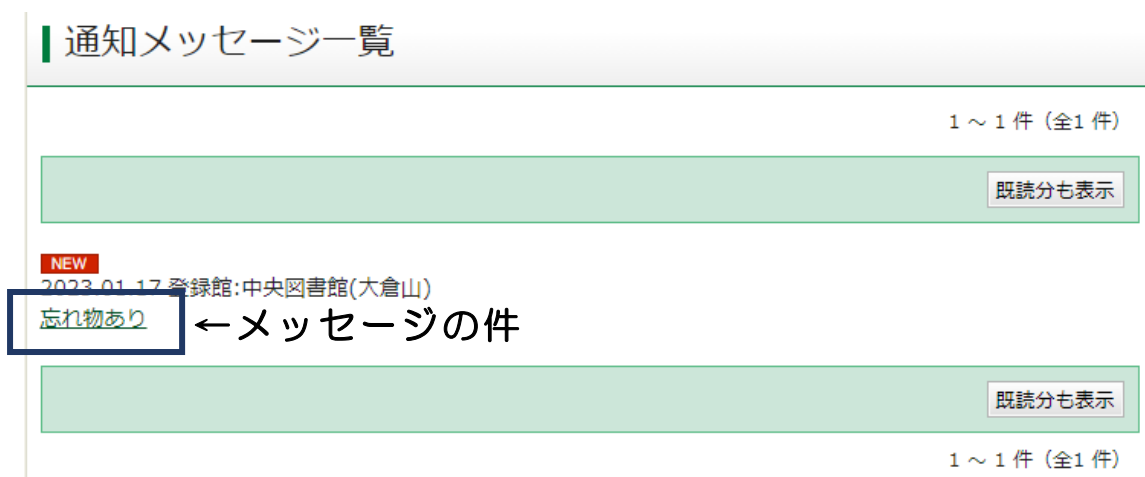 通知メッセージ一覧
1 ～ 1 件（全1 件）
既読分も表示
NEW
2023.01.17 登録館:中央図書館(大倉山)
忘れ物あり
←メッセージの件
既読分も表示
1 ～ 1 件（全1 件）